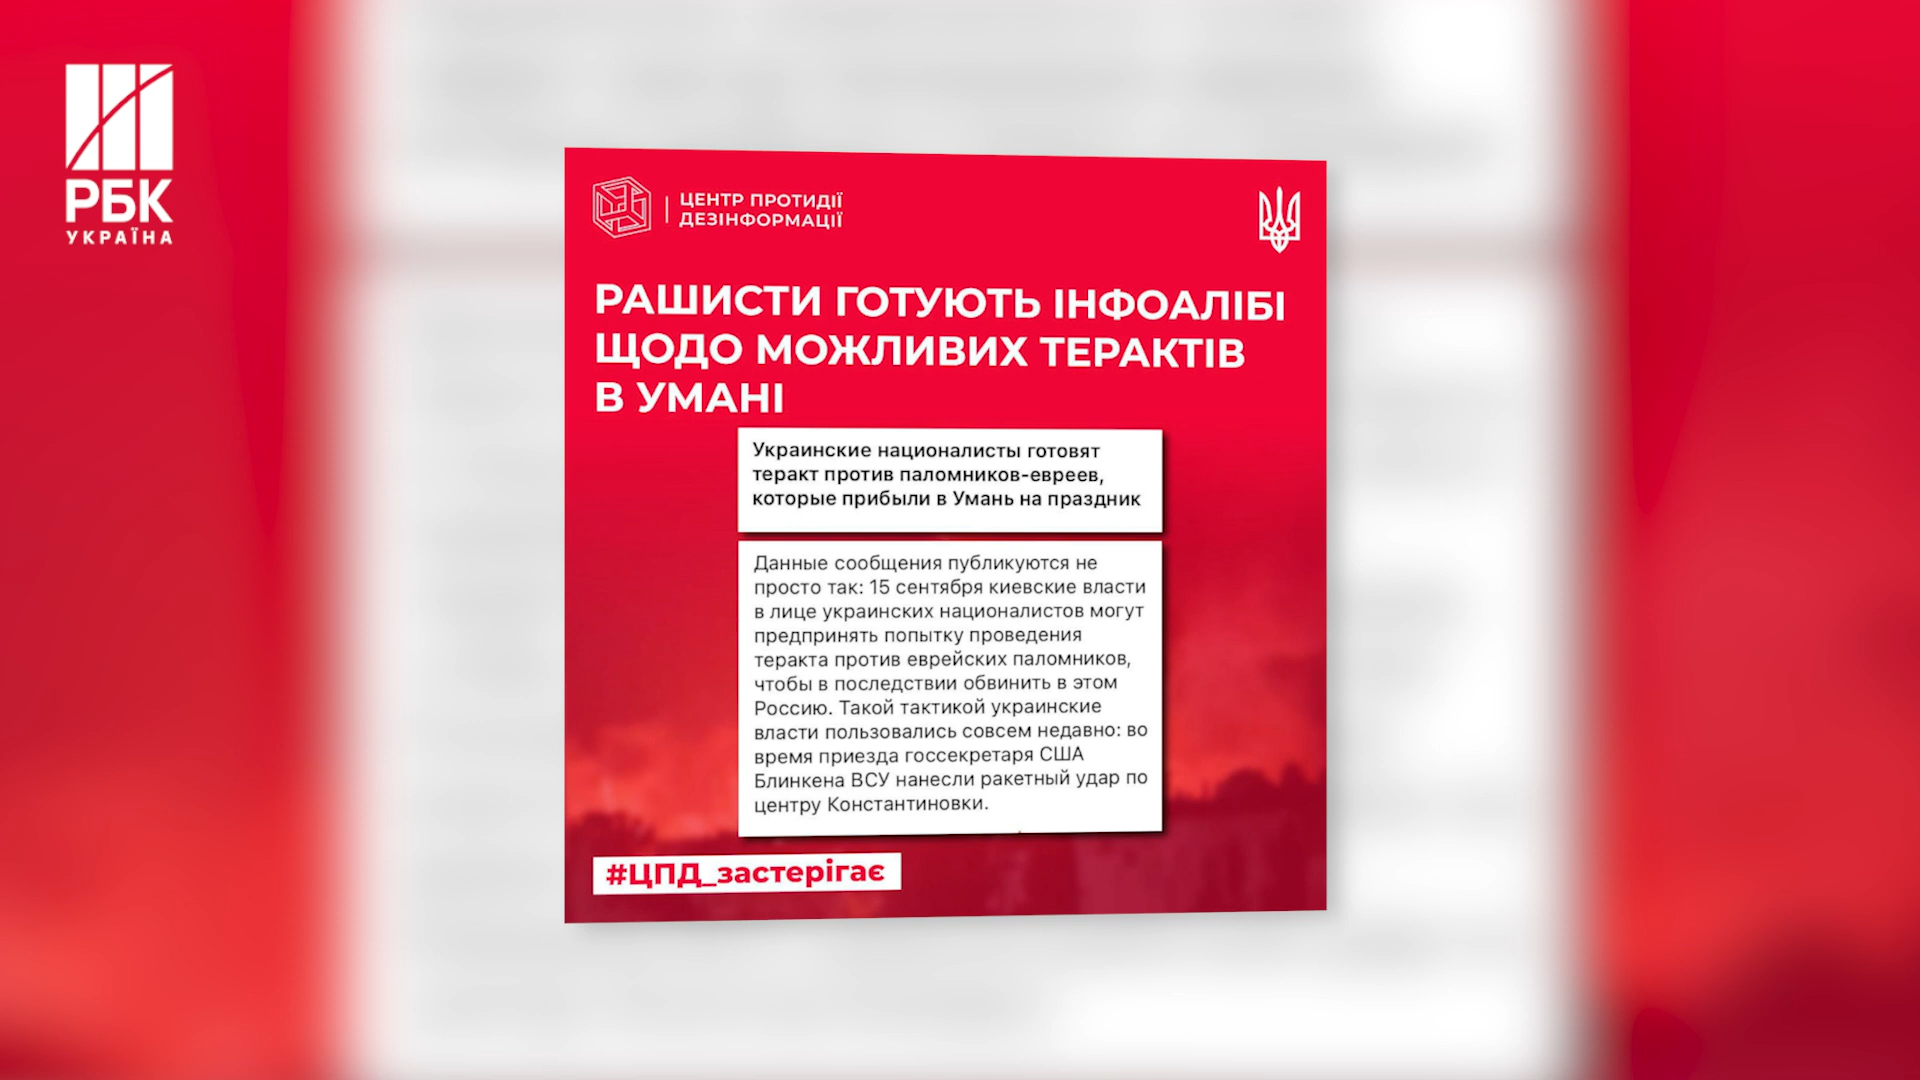 РБК
УКРАЇНА
ЦЕНТР ПРОТИДІЇ
ДЕЗІНФОРМАЦІЇ
РАШИСТИ ГОТУЮТЬ ІНФОАЛІБІ
ЩОДО МОЖЛИВИХ ТЕРАКТІВ
В УМАНІ
Украинские националисты готовят
теракт против паломников-евреев,
которые прибыли в Умань на праздник
Данные сообщения публикуются не
просто так: 15 сентября киевские власти
в лице украинских националистов могут
предпринять попытку проведения
теракта против еврейских паломников,
чтобы в последствии обвинить в этом
Россию. Такой тактикой украинские
власти пользовались совсем недавно: во
время приезда госсекретаря США
Блинкена ВСУ нанесли ракетный удар по
центру Константиновки.
#ЦПД_застерігає